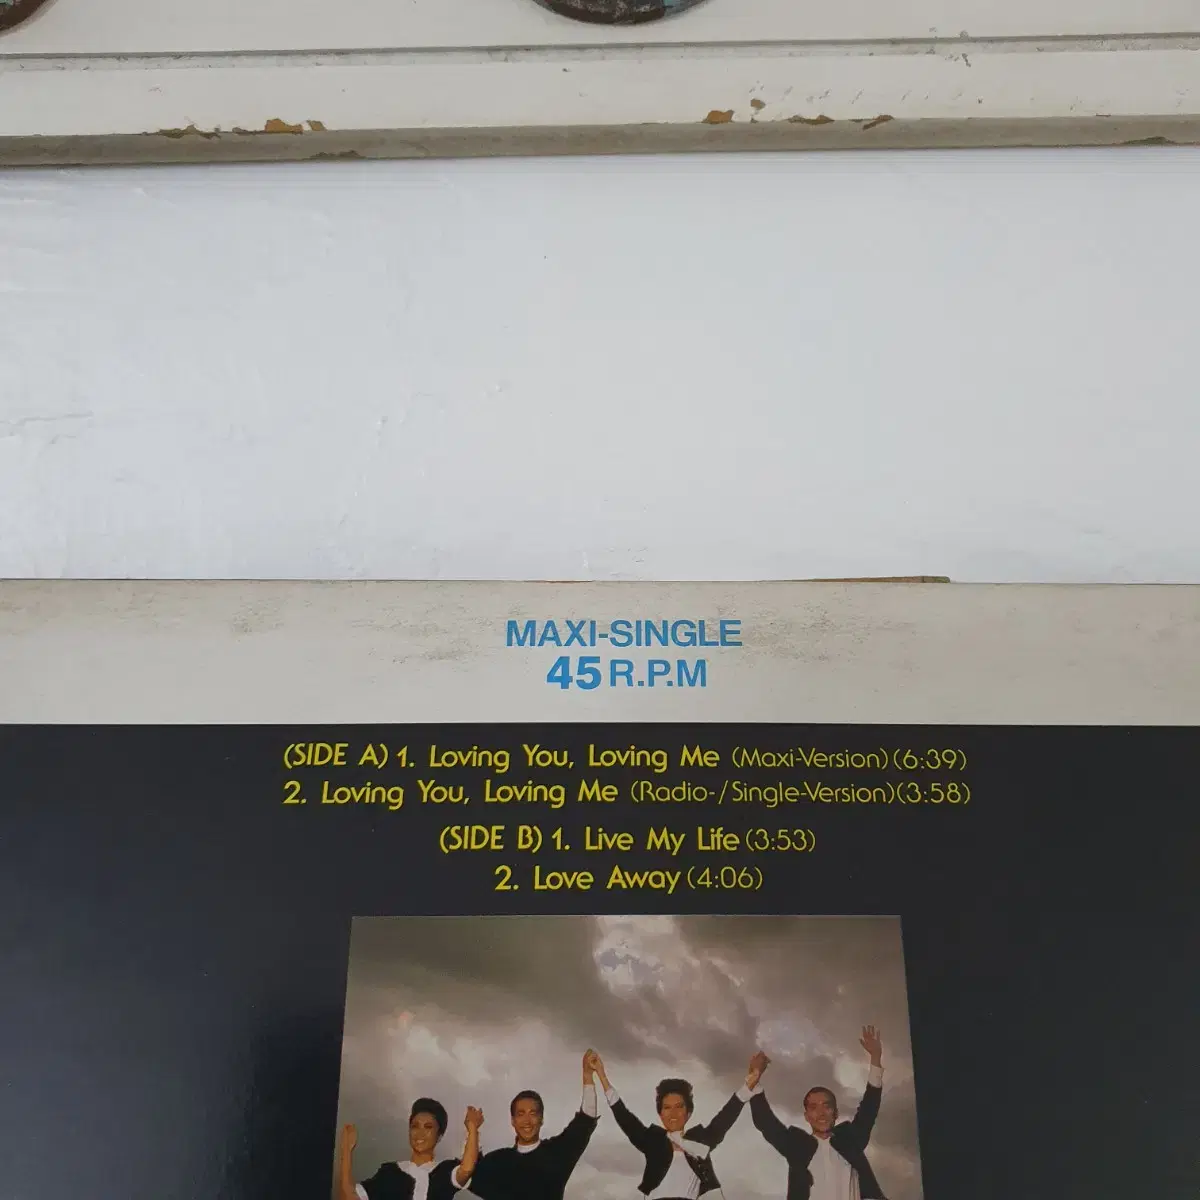 MAXI-SINGLE
45 R.P.M
(SIDE A) 1. Loving You, Loving Me (Maxi-Version) (6:39)
2. Loving You, Loving Me (Radio-/Single-Version) (3:58)
(SIDE B) 1. Live My Life (3:53)
2. Love Away (4:06)